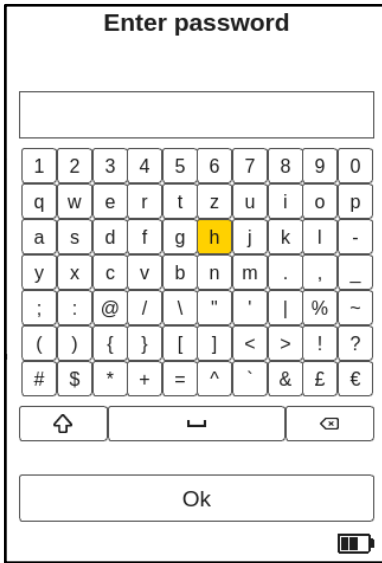 Enter password
1 2 3 4 5 6 7 8 9 0
q w e r t z u i o p
a s d f g h j k l -
y x c v b n m . , _
; : @ / \ " ' | % ~
( ) { } [ ] < > ! ?
# $ * + = ^ ` & £ €
Ok